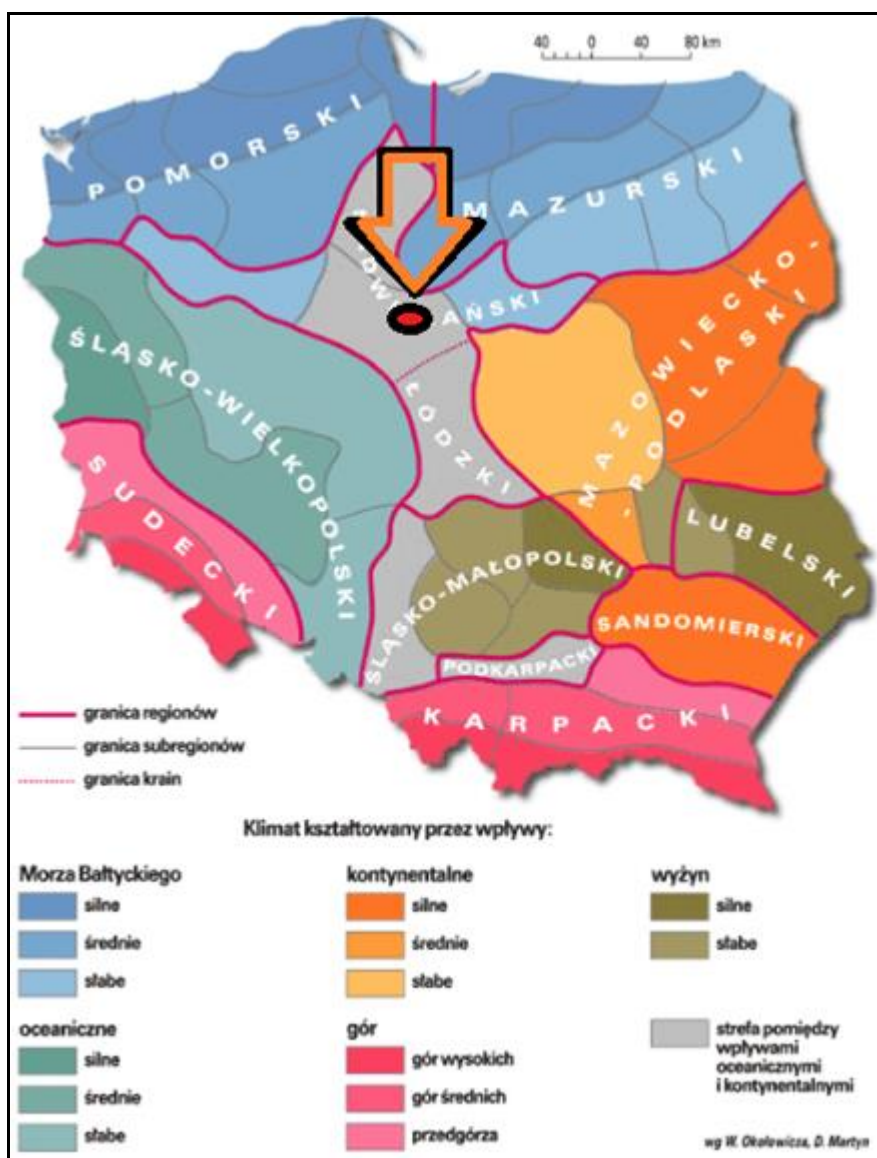 40 0 40 80 km
POMORSKI
MAZURSKI
AŃSKI
MAZOWIECKO-
-PODLASKI
ŚLĄSKO-WIELKOPOLSKI
ŁÓDZKI
SUDECKI
LUBELSKI
ŚLĄSKO-MAŁOPOLSKI
SANDOMIERSKI
PODKARPACKI
KARPACKI
granica regionów
granica subregionów
granica krain
Klimat kształtowany przez wpływy:
Morza Bałtyckiego
silne
średnie
słabe
kontynentalne
silne
średnie
słabe
wyżyn
silne
słabe
oceaniczne
silne
średnie
słabe
gór
gór wysokich
gór średnich
przedgórza
strefa pomiędzy
wpływami
oceanicznymi
i kontynentalnymi
wg W. Okołowicza, D. Martyn